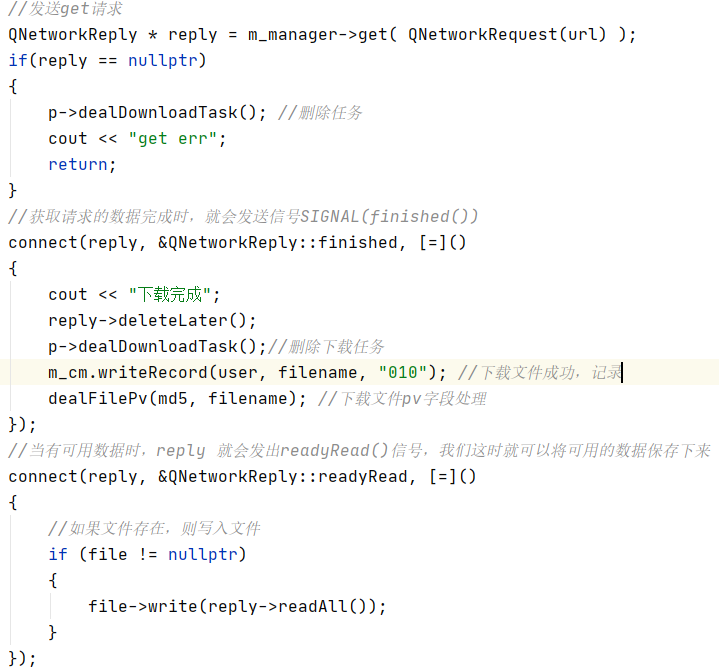 //发送get请求
QNetworkReply * reply = m_manager->get( QNetworkRequest(url) );
if(reply == nullptr)
{
    p->dealDownloadTask(); //删除任务
    cout << "get err";
    return;
}
//获取请求的数据完成时，就会发送信号SIGNAL(finished())
connect(reply, &QNetworkReply::finished, [=]()
{
    cout << "下载完成";
    reply->deleteLater();
    p->dealDownloadTask();//删除下载任务
    m_cm.writeRecord(user, filename, "010"); //下载文件成功，记录
    dealFilePv(md5, filename); //下载文件pv字段处理
});
//当有可用数据时，reply 就会发出readyRead()信号，我们这时就可以将可用的数据保存下来
connect(reply, &QNetworkReply::readyRead, [=]()
{
    //如果文件存在，则写入文件
    if (file != nullptr)
    {
        file->write(reply->readAll());
    }
});